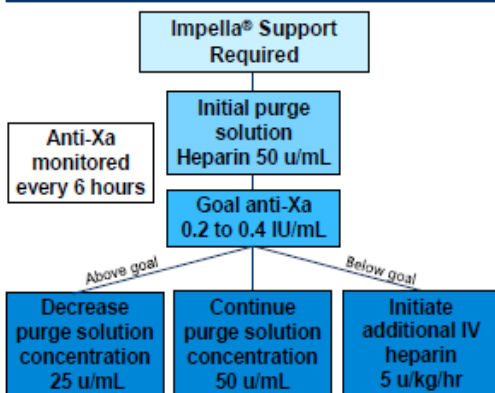 Impella® Support
Required
Initial purge
solution
Heparin 50 u/mL
Anti-Xa
monitored
every 6 hours
Goal anti-Xa
0.2 to 0.4 IU/mL
Above goal
Below goal
Decrease
purge solution
concentration
25 u/mL
Continue
purge solution
concentration
50 u/mL
Initiate
additional IV
heparin
5 u/kg/hr